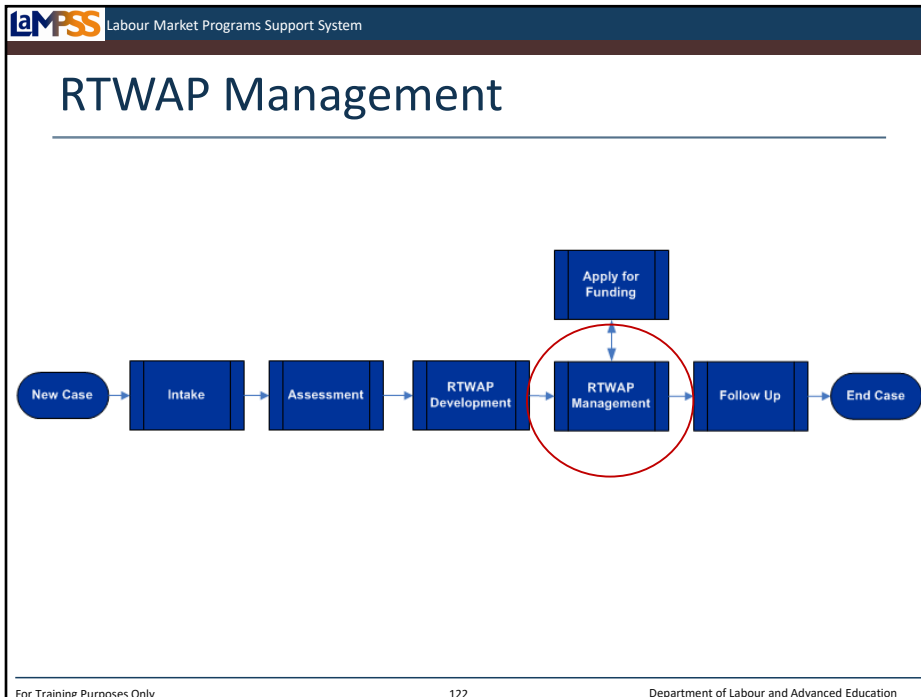 LaMPSS Labour Market Programs Support System
RTWAP Management
Apply for
Funding
New Case
Intake
Assessment
RTWAP
Development
RTWAP
Management
Follow Up
End Case
For Training Purposes Only
122
Department of Labour and Advanced Education